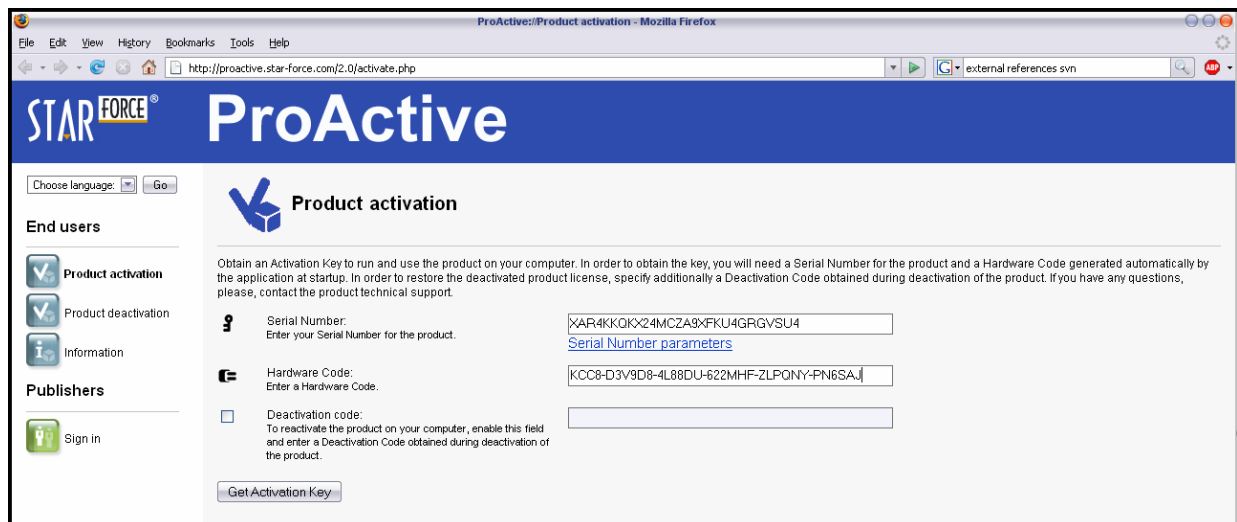 ProActive://Product activation - Mozilla Firefox
File Edit View History Bookmarks Tools Help
http://proactive.star-force.com/2.0/activate.php
G external references svn
ABP
STAR FORCE® ProActive
Choose language: Go
End users
Product activation
Product deactivation
Information
Publishers
Sign in
Product activation
Obtain an Activation Key to run and use the product on your computer. In order to obtain the key, you will need a Serial Number for the product and a Hardware Code generated automatically by
the application at startup. In order to restore the deactivated product license, specify additionally a Deactivation Code obtained during deactivation of the product. If you have any questions,
please, contact the product technical support.
Serial Number:
Enter your Serial Number for the product.
XAR4KKQKX24MCZA9XFKU4GRGVSU4
Serial Number parameters
Hardware Code:
Enter a Hardware Code.
KCC8-D3V9D8-4L88DU-622MHF-ZLPQNY-PN6SAJ
Deactivation code:
To reactivate the product on your computer, enable this field
and enter a Deactivation Code obtained during deactivation of
the product.
Get Activation Key